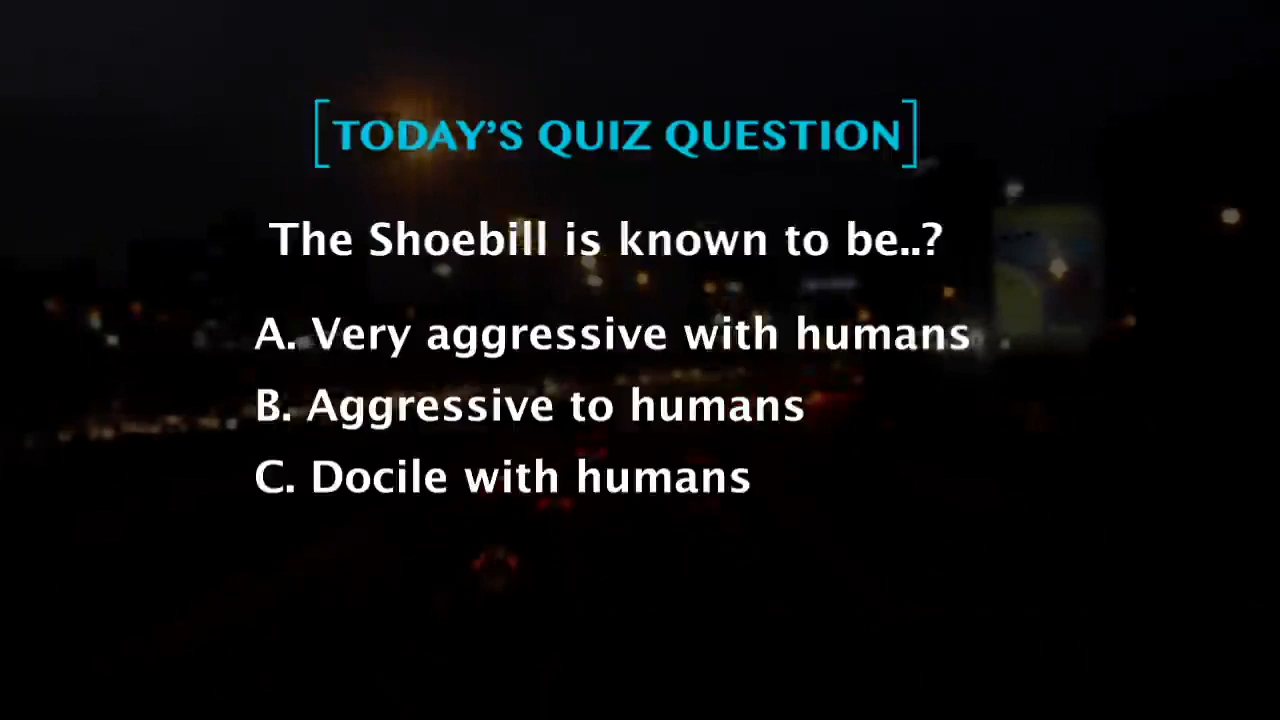 [TODAY'S QUIZ QUESTION]
The Shoebill is known to be..?
A. Very aggressive with humans
B. Aggressive to humans
C. Docile with humans